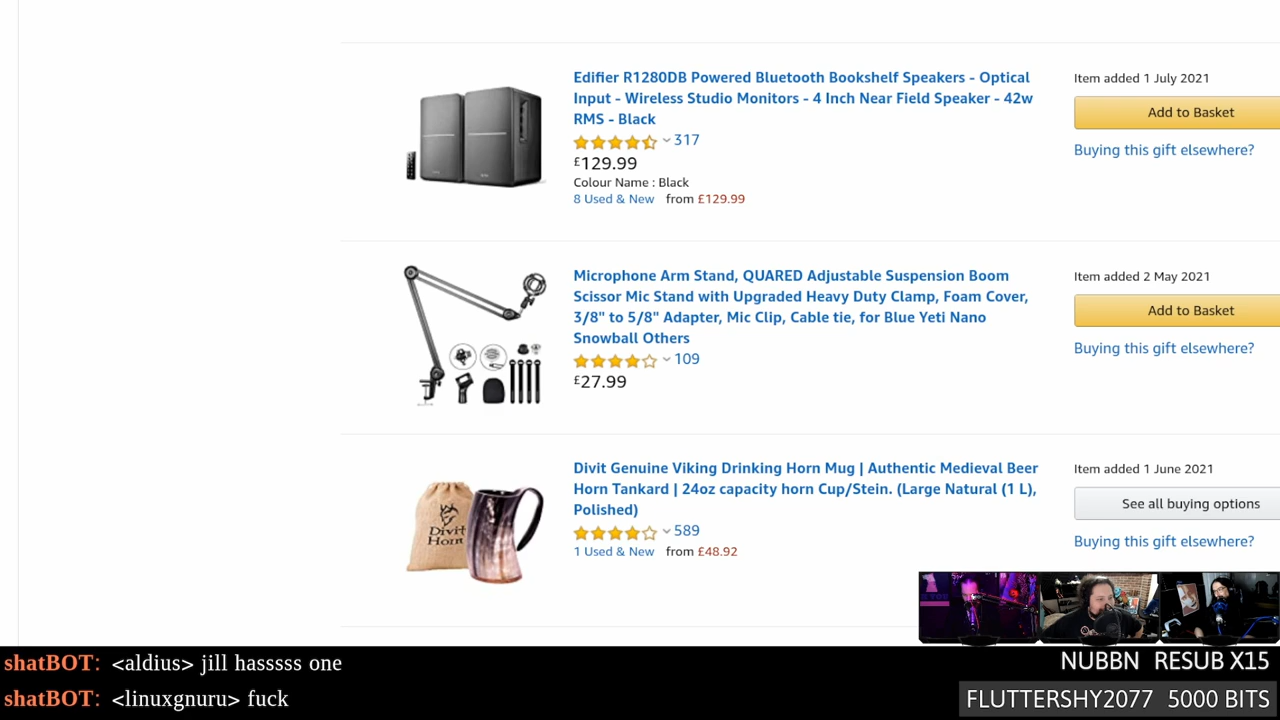 Edifier R1280DB Powered Bluetooth Bookshelf Speakers - Optical
Input - Wireless Studio Monitors - 4 Inch Near Field Speaker - 42w
RMS - Black
317
£129.99
Colour Name : Black
8 Used & New from £129.99
Item added 1 July 2021
Add to Basket
Buying this gift elsewhere?
Microphone Arm Stand, QUARED Adjustable Suspension Boom
Scissor Mic Stand with Upgraded Heavy Duty Clamp, Foam Cover,
3/8" to 5/8" Adapter, Mic Clip, Cable tie, for Blue Yeti Nano
Snowball Others
109
£27.99
Item added 2 May 2021
Add to Basket
Buying this gift elsewhere?
Divit Genuine Viking Drinking Horn Mug | Authentic Medieval Beer
Horn Tankard | 24oz capacity horn Cup/Stein. (Large Natural (1 L),
Polished)
589
1 Used & New from £48.92
Divit
Horn
Item added 1 June 2021
See all buying options
Buying this gift elsewhere?
shatBOT: <aldius> jill hasssss one
shatBOT: <linuxgnuru> fuck
NUBBN RESUB X15
FLUTTERSHY2077 5000 BITS